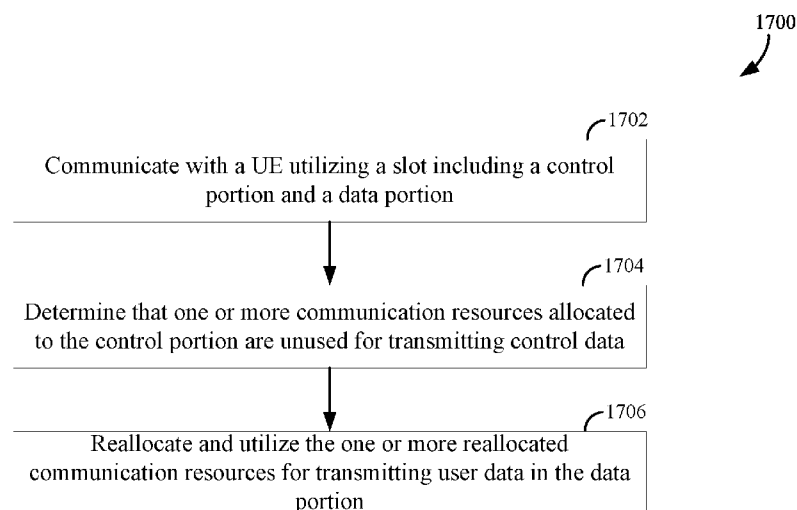 1700
1702
Communicate with a UE utilizing a slot including a control
portion and a data portion
1704
Determine that one or more communication resources allocated
to the control portion are unused for transmitting control data
1706
Reallocate and utilize the one or more reallocated
communication resources for transmitting user data in the data
portion